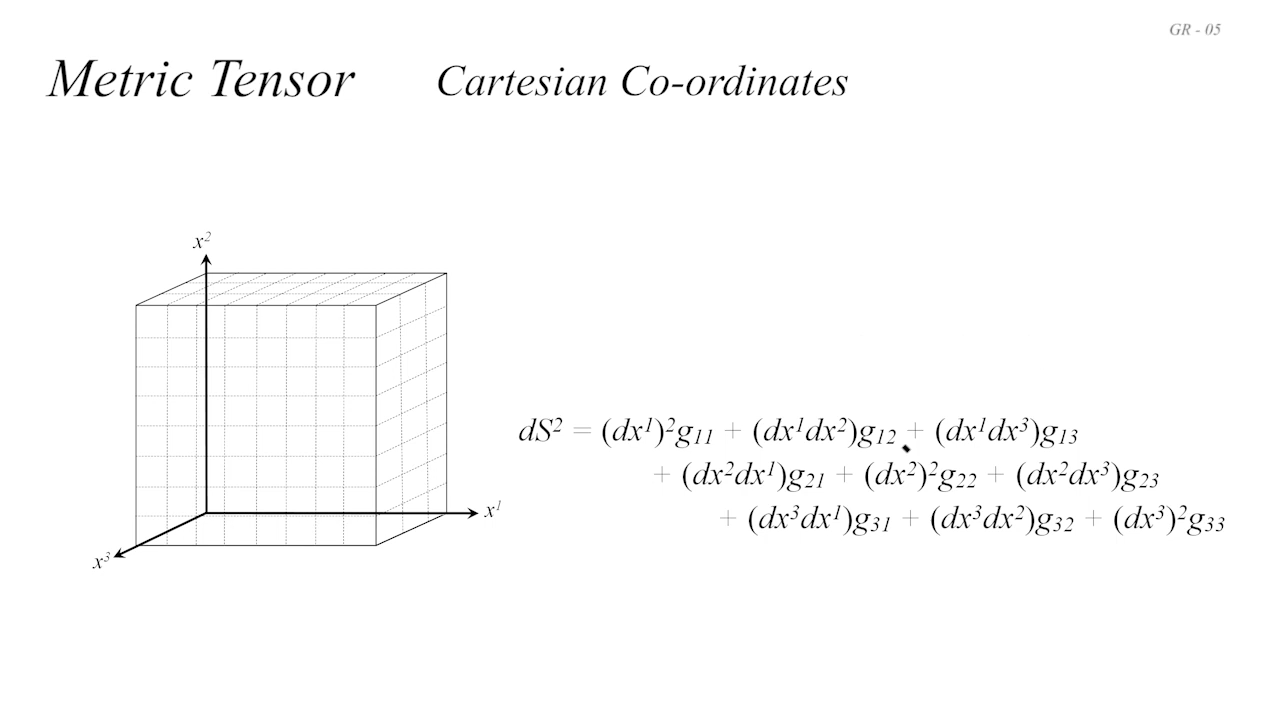 GR - 05
Metric Tensor Cartesian Co-ordinates
x²
dS² = (dx¹)²g₁₁ + (dx¹dx²)g₁₂ + (dx¹dx³)g₁₃
+ (dx²dx¹)g₂₁ + (dx²)²g₂₂ + (dx²dx³)g₂₃
x¹
+ (dx³dx¹)g₃₁ + (dx³dx²)g₃₂ + (dx³)²g₃₃
x³